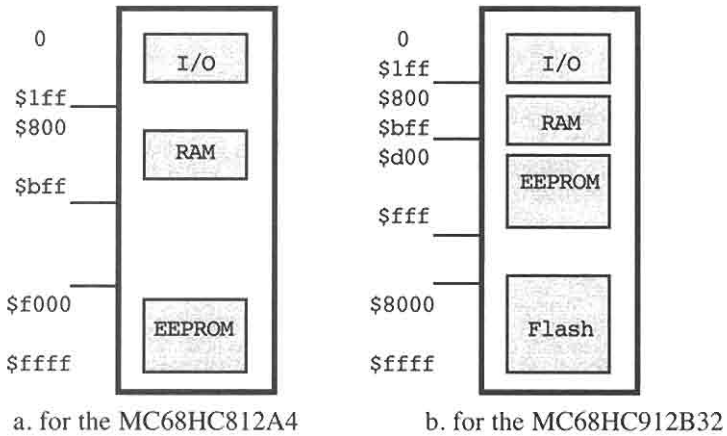 0
I/O
$1ff
$800
RAM
$bff
$f000
EEPROM
$ffff
a. for the MC68HC812A4
0
I/O
$1ff
$800
RAM
$bff
$d00
EEPROM
$fff
$8000
Flash
$ffff
b. for the MC68HC912B32